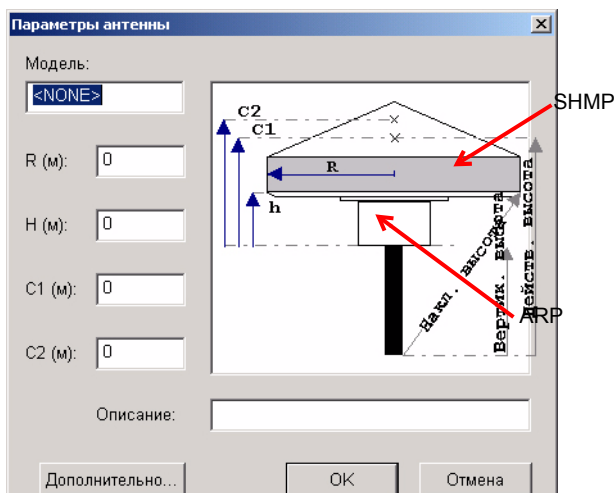 Параметры антенны
Модель:
<NONE>
R (м):
0
H (м):
0
C1 (м):
0
C2 (м):
0
C2
C1
R
h
SHMP
ARP
Накл. высота
Вертик. высота
Действ. высота
Описание:
Дополнительно...
OK
Отмена